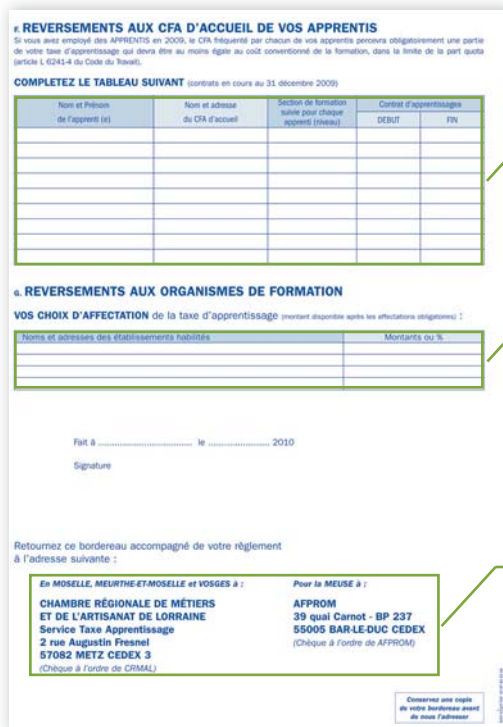 F. REVERSEMENTS AUX CFA D'ACCUEIL DE VOS APPRENTIS
Si vous avez employé des APPRENTIS en 2009, le CFA fréquenté par chacun de vos apprentis percevra obligatoirement une partie
de votre taxe d'apprentissage qui devra être au moins égale au coût conventionné de la formation, dans la limite de la part quota
(article L 6241-4 du Code du Travail).
COMPLETEZ LE TABLEAU SUIVANT (contrats en cours au 31 décembre 2009)
Nom et Prénom
de l'apprenti (e)
Nom et adresse
du CFA d'accueil
Section de formation
suivie pour chaque
apprenti (niveau)
Contrat d'apprentissages
DEBUT
FIN
G. REVERSEMENTS AUX ORGANISMES DE FORMATION
VOS CHOIX D'AFFECTATION de la taxe d'apprentissage (montant disponible après les affectations obligatoires) :
Noms et adresses des établissements habilités
Montants ou %
Fait à .................................. le ...................... 2010
Signature
Retournez ce bordereau accompagné de votre règlement
à l'adresse suivante :
En MOSELLE, MEURTHE-ET-MOSELLE et VOSGES à :
CHAMBRE RÉGIONALE DE MÉTIERS
ET DE L'ARTISANAT DE LORRAINE
Service Taxe Apprentissage
2 rue Augustin Fresnel
57082 METZ CEDEX 3
(Chèque à l'ordre de CRMAL)
Pour la MEUSE à :
AFPROM
39 quai Carnot - BP 237
55005 BAR-LE-DUC CEDEX
(Chèque à l'ordre de AFPROM)
Conservez une copie
de votre bordereau avant
de nous l'adresser